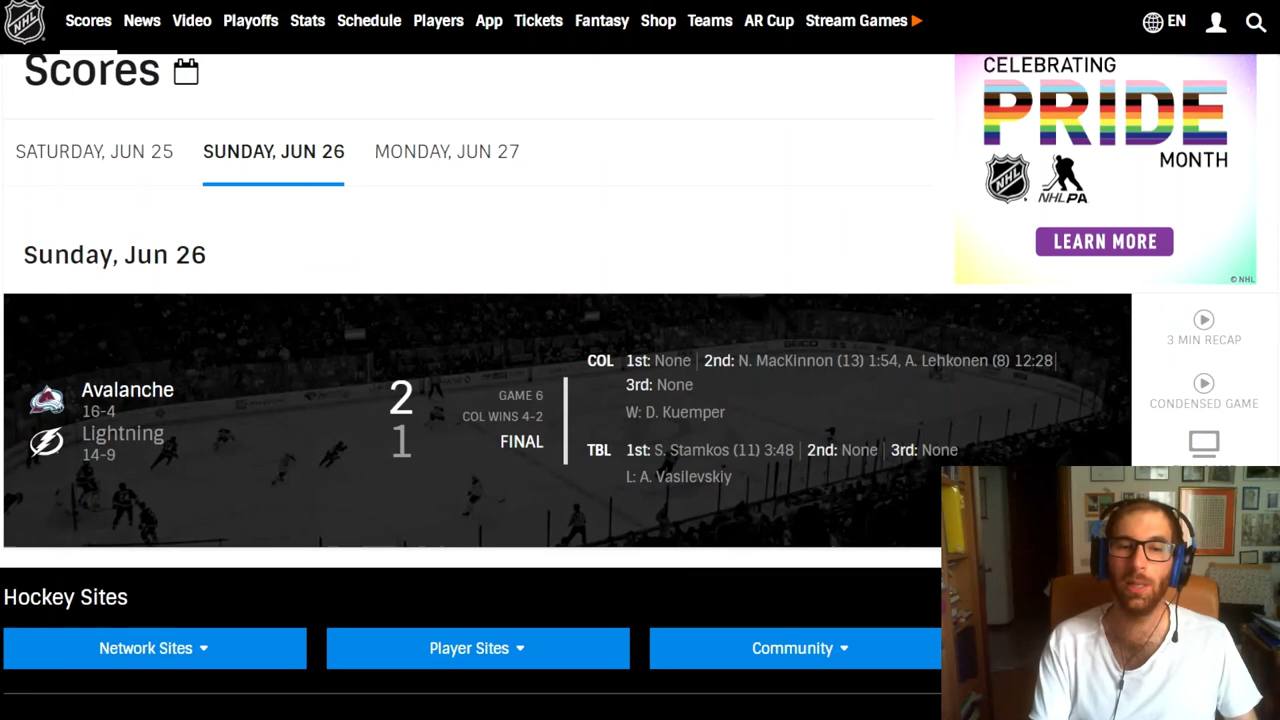 NHL
Scores News Video Playoffs Stats Schedule Players App Tickets Fantasy Shop Teams AR Cup Stream Games
EN
Scores
SATURDAY, JUN 25 SUNDAY, JUN 26 MONDAY, JUN 27
CELEBRATING
PRIDE
MONTH
NHL NHLPA
LEARN MORE
© NHL
Sunday, Jun 26
Avalanche 2
16-4
Lightning 1
14-9
GAME 6
COL WINS 4-2
FINAL
COL 1st: None | 2nd: N. MacKinnon (13) 1:54, A. Lehkonen (8) 12:28|
3rd: None
W: D. Kuemper
TBL 1st: S. Stamkos (11) 3:48 | 2nd: None | 3rd: None
L: A. Vasilevskiy
3 MIN RECAP
CONDENSED GAME
Hockey Sites
Network Sites Player Sites Community